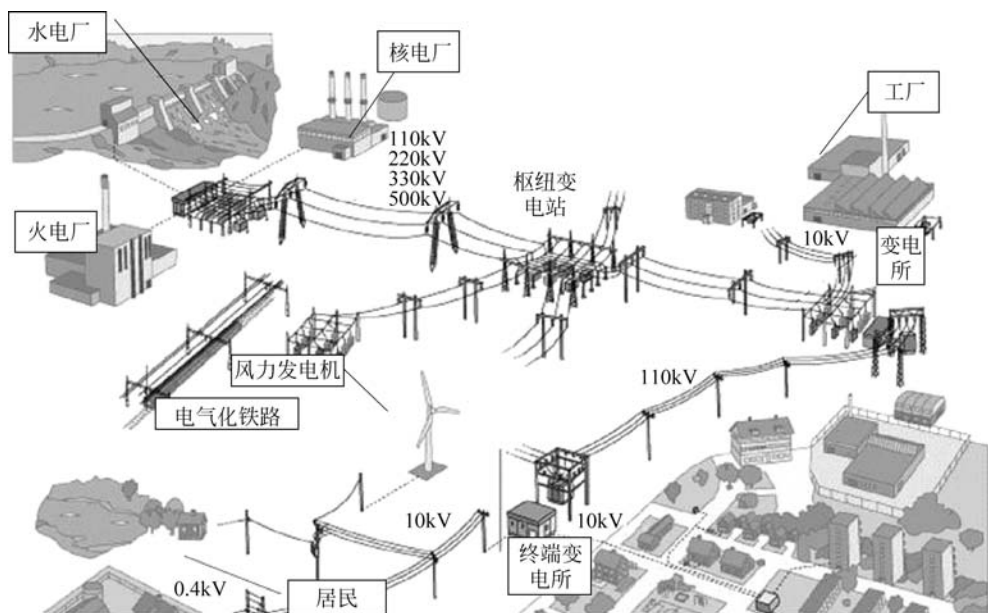 水电厂
核电厂
工厂
110kV
220kV
330kV
500kV
枢纽变
电站
火电厂
10kV
变电
所
风力发电机
110kV
电气化铁路
10kV
10kV
终端变
电所
0.4kV
居民